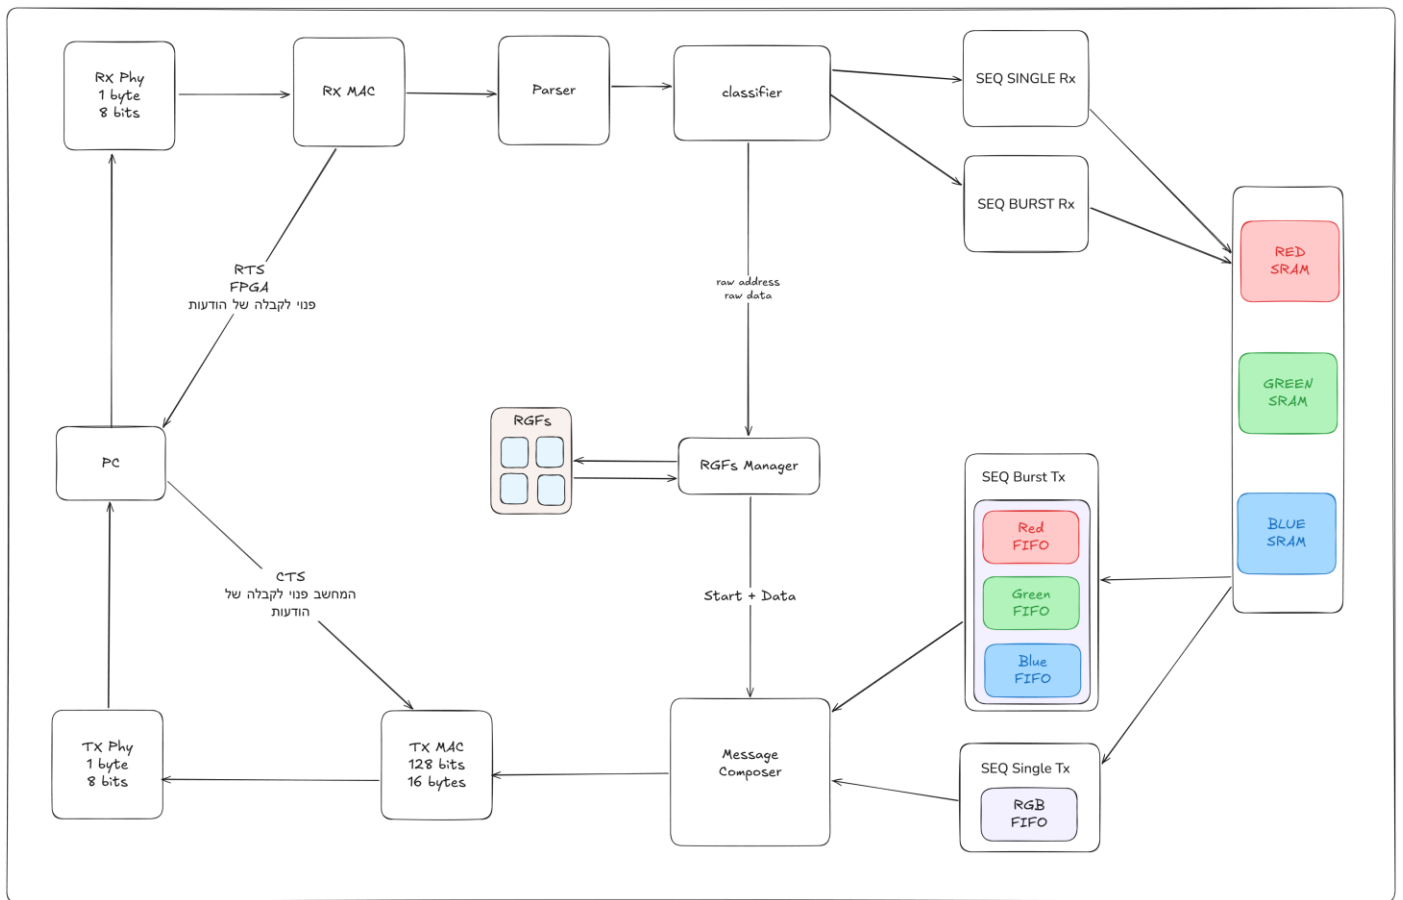 Rx Phy
1 byte
8 bits
RX MAC
Parser
classifier
SEQ SINGLE Rx
SEQ BURST Rx
RTS
FPGA
פנוי לקבלה של הודעות
raw address
raw data
RED
SRAM
GREEN
SRAM
BLUE
SRAM
RGFs
RGFs Manager
PC
SEQ Burst Tx
Red
FIFO
Green
FIFO
Blue
FIFO
CTS
המחשב פנוי לקבלה של
הודעות
Start + Data
TX Phy
1 byte
8 bits
TX MAC
128 bits
16 bytes
Message
Composer
SEQ Single Tx
RGB
FIFO